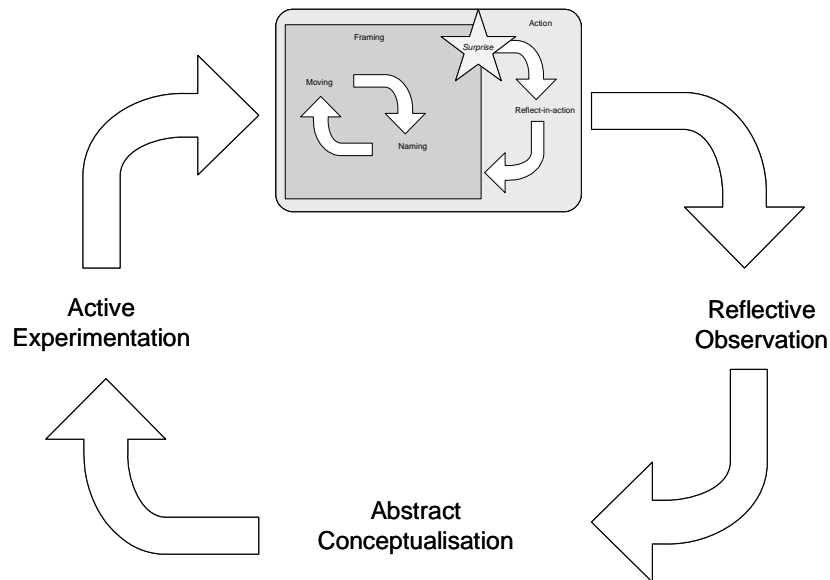 Action
Framing
Surprise
Moving
Reflect-in-action
Naming
Active
Experimentation
Reflective
Observation
Abstract
Conceptualisation